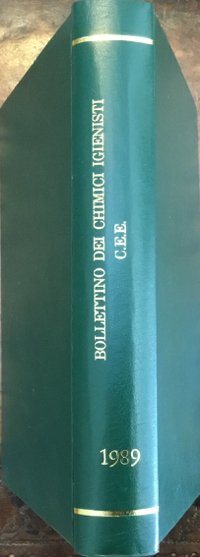 BOLLETTINO DEI CHIMICI IGIENISTI
C.E.E.
1989